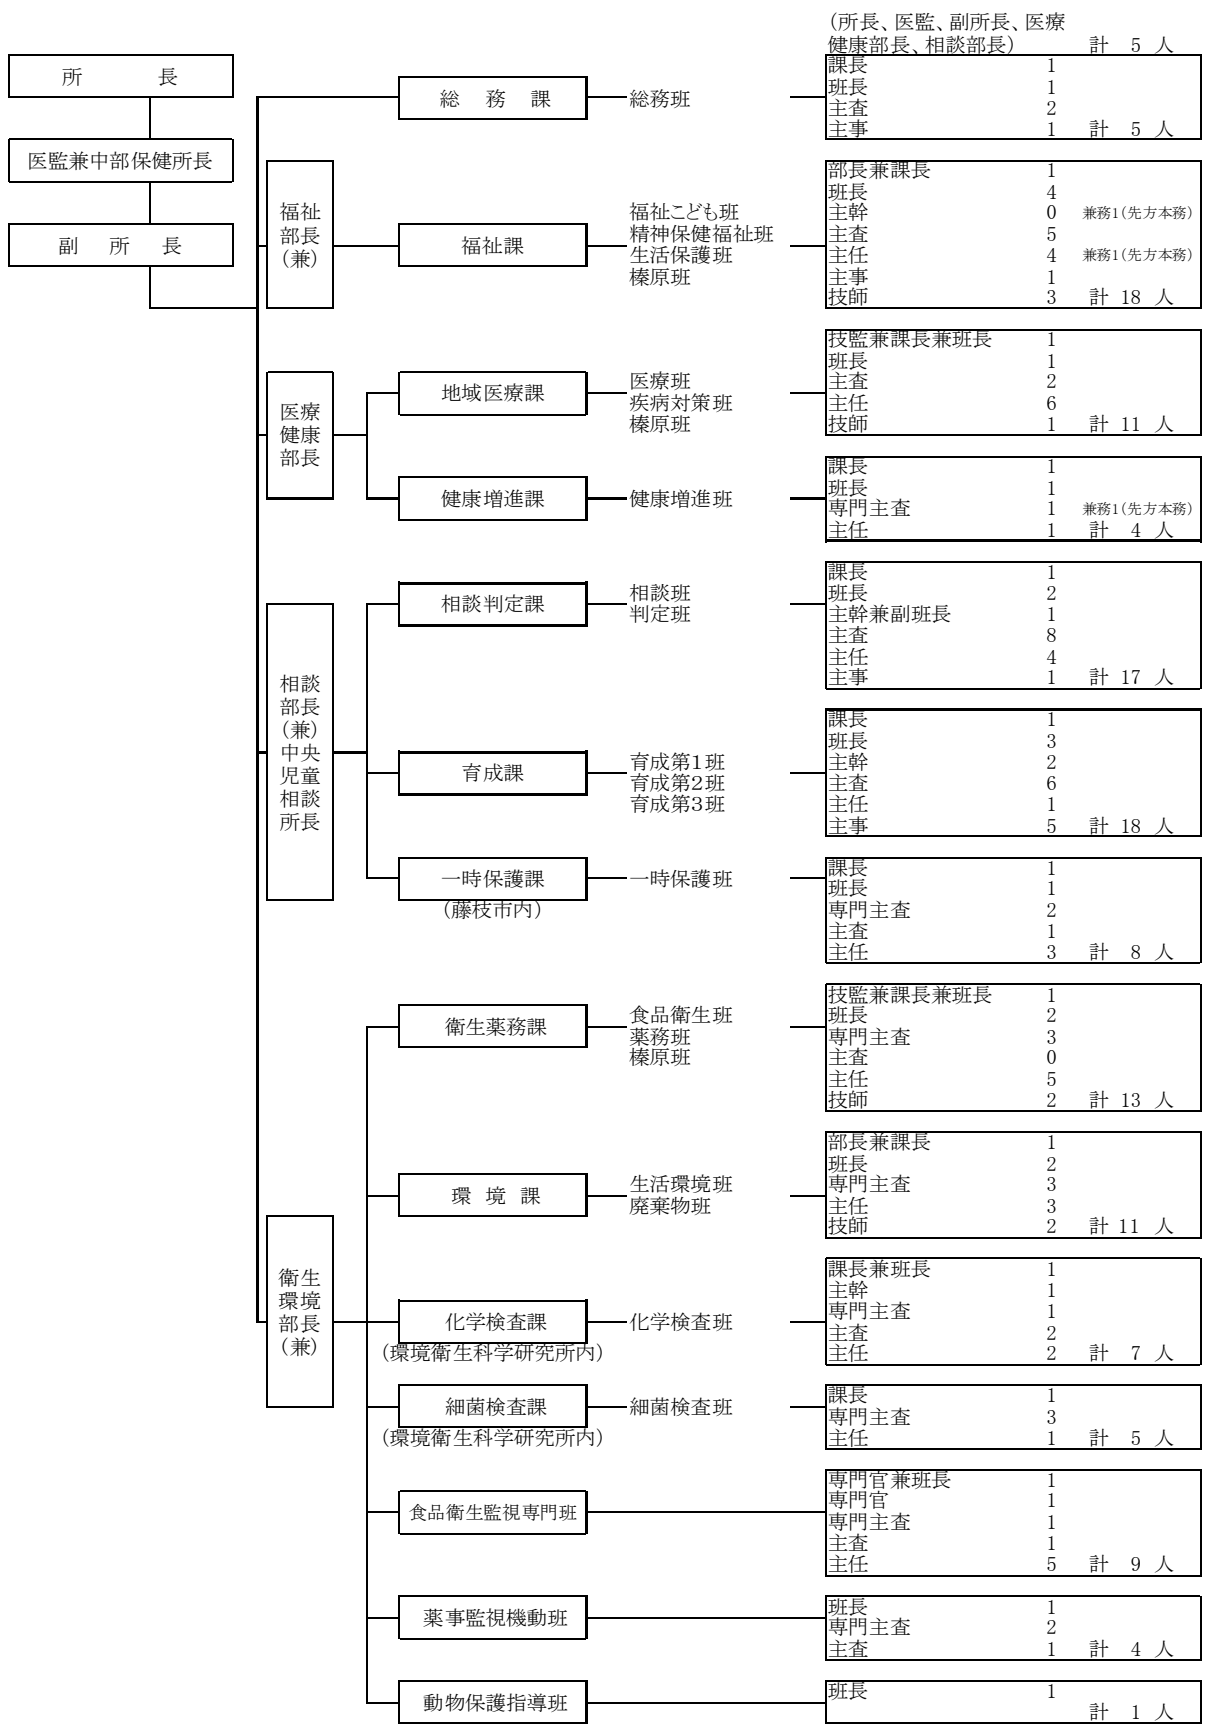 (所長、医監、副所長、医療
健康部長、相談部長) 計 5 人
所 長
医監兼中部保健所長
副 所 長
総 務 課
総務班
課長 1
班長 1
主査 2
主事 1 計 5 人
福祉
部長
(兼)
福祉課
福祉こども班
精神保健福祉班
生活保護班
榛原班
部長兼課長 1
班長 4
主幹 0 兼務1(先方本務)
主査 5
主任 4 兼務1(先方本務)
主事 1
技師 3 計 18 人
医療
健康
部長
地域医療課
医療班
疾病対策班
榛原班
技監兼課長兼班長 1
班長 1
主査 2
主任 6
技師 1 計 11 人
健康増進課
健康増進班
課長 1
班長 1
専門主査 1 兼務1(先方本務)
主任 1 計 4 人
相談
部長
(兼)
中央
児童
相談
所長
相談判定課
相談班
判定班
課長 1
班長 2
主幹兼副班長 1
主査 8
主任 4
主事 1 計 17 人
育成課
育成第1班
育成第2班
育成第3班
課長 1
班長 3
主幹 2
主査 6
主任 1
主事 5 計 18 人
一時保護課
(藤枝市内)
一時保護班
課長 1
班長 1
専門主査 2
主査 1
主任 3 計 8 人
衛生
環境
部長
(兼)
衛生薬務課
食品衛生班
薬務班
榛原班
技監兼課長兼班長 1
班長 2
専門主査 3
主査 0
主任 5
技師 2 計 13 人
環 境 課
生活環境班
廃棄物班
部長兼課長 1
班長 2
専門主査 3
主任 3
技師 2 計 11 人
化学検査課
(環境衛生科学研究所内)
化学検査班
課長兼班長 1
主幹 1
専門主査 1
主査 2
主任 2 計 7 人
細菌検査課
(環境衛生科学研究所内)
細菌検査班
課長 1
専門主査 3
主任 1 計 5 人
食品衛生監視専門班
専門官兼班長 1
専門官 1
専門主査 1
主査 1
主任 5 計 9 人
薬事監視機動班
班長 1
専門主査 2
主査 1 計 4 人
動物保護指導班
班長 1
計 1 人